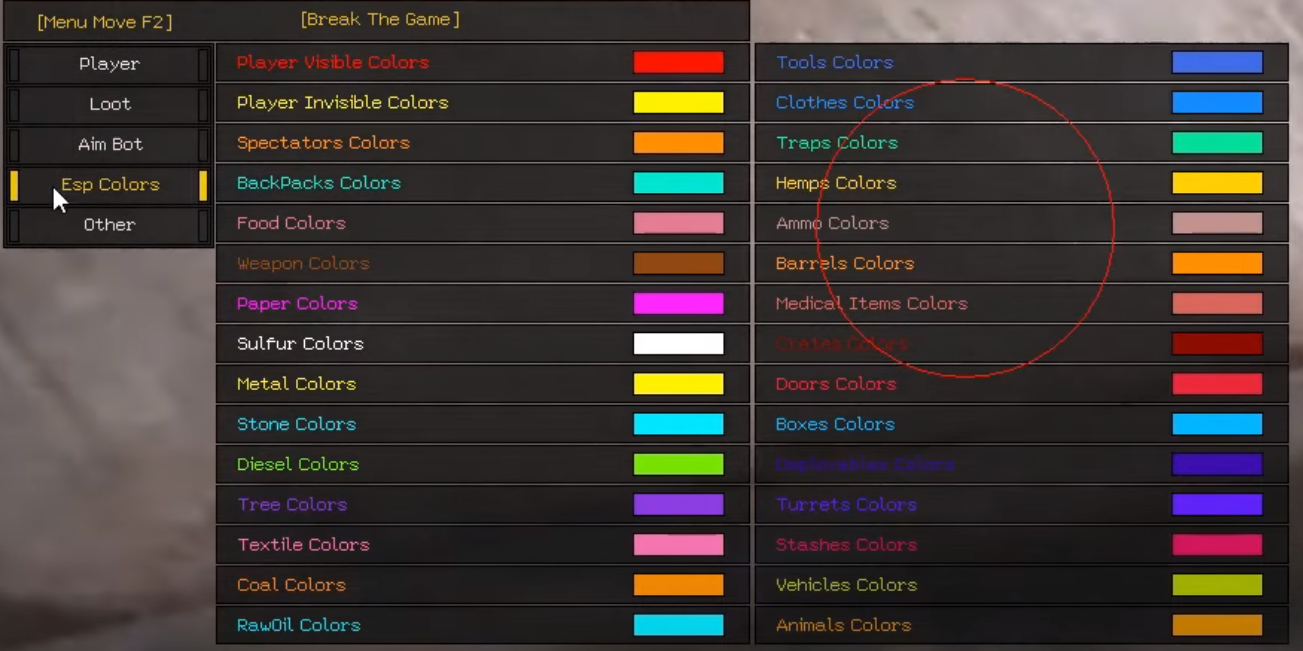 [Menu Move F2]
[Break The Game]
Player
Loot
Aim Bot
Esp Colors
Other
Player Visible Colors
Player Invisible Colors
Spectators Colors
BackPacks Colors
Food Colors
Weapon Colors
Paper Colors
Sulfur Colors
Metal Colors
Stone Colors
Diesel Colors
Tree Colors
Textile Colors
Coal Colors
RawOil Colors
Tools Colors
Clothes Colors
Traps Colors
Hemps Colors
Ammo Colors
Barrels Colors
Medical Items Colors
Crates Colors
Doors Colors
Boxes Colors
Colors
Turrets Colors
Stashes Colors
Vehicles Colors
Animals Colors